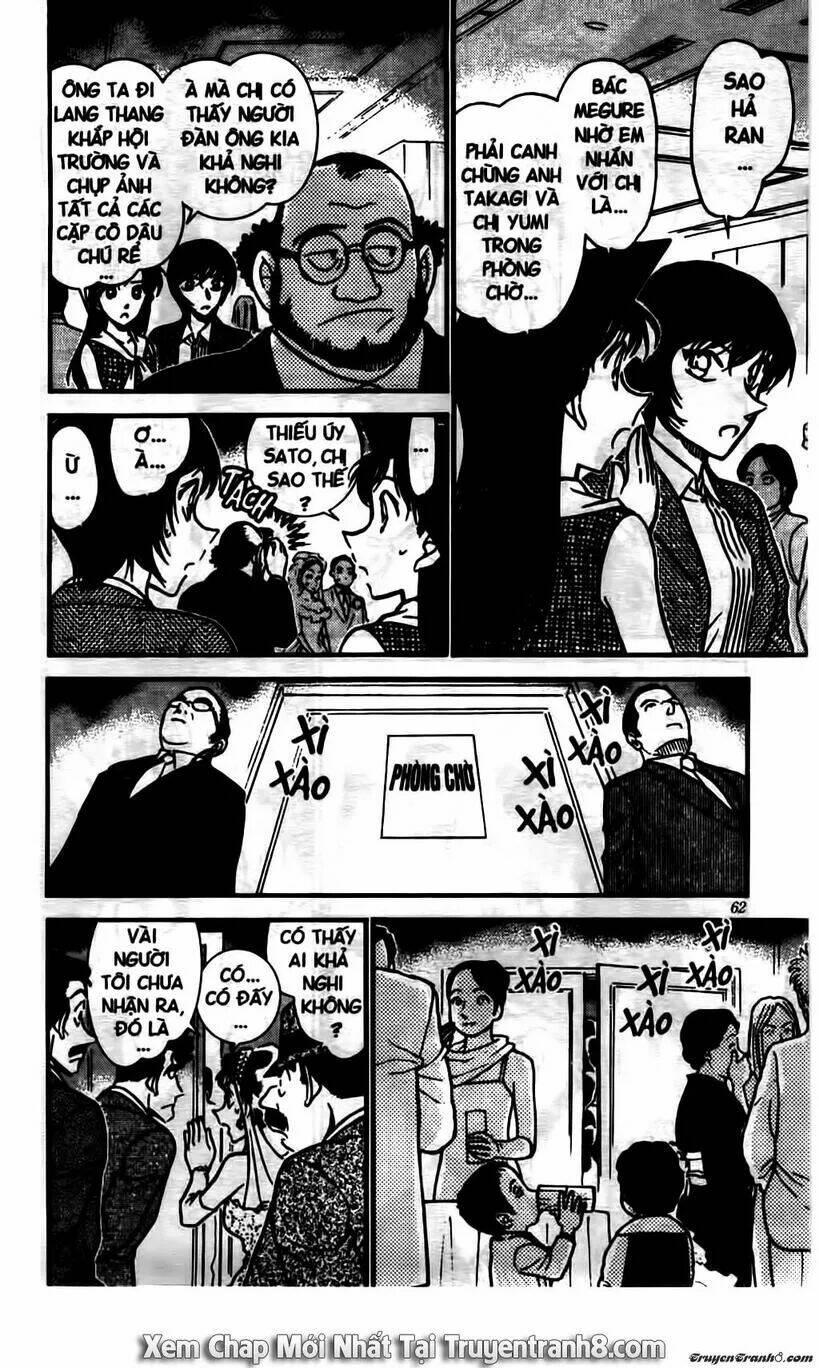 SAO
HẢ
RAN
...
BÁC
MEGURE
NHỜ EM
NHẮN
VỚI CHỊ
LÀ...
PHẢI CANH
CHỪNG ANH
TAKAGI VÀ
CHỊ YUMI
TRONG
PHÒNG
CHỜ...
À MÀ CHỊ CÓ
THẤY NGƯỜI
ĐÀN ÔNG KIA
KHẢ NGHI
KHÔNG?
ÔNG TA ĐI
LANG THANG
KHẮP HỘI
TRƯỜNG VÀ
CHỤP ẢNH
TẤT CẢ CÁC
CẶP CÔ DÂU
CHÚ RỂ
...
...
THIẾU ÚY
SATO, CHỊ
SAO THẾ
?
TÁCH
Ơ...
À...
Ừ
...
XÌ
XÀO
PHÒNG CHỜ
XÌ
XÀO
XÌ
XÀO
62
CÓ THẤY
AI KHẢ
NGHI
KHÔNG
?
CÓ...
CÓ ĐẤY
...
VÀI
NGƯỜI
TÔI CHƯA
NHẬN RA,
ĐÓ LÀ
...
XÌ
XÀO
XÌ
XÀO
XÌ
XÀO
Xem Chap Mới Nhất Tại Truyentranh8.com
TruyenTranh8.com